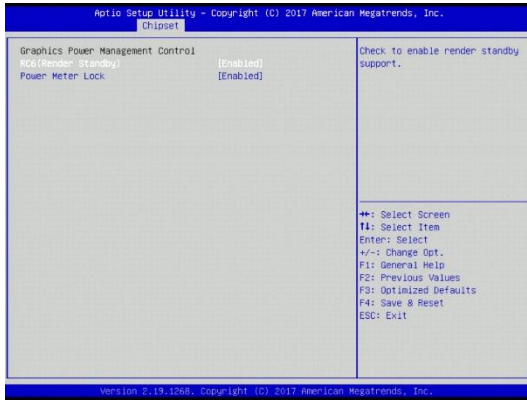 Aptio Setup Utility – Copyright (C) 2017 American Megatrends, Inc.
Chipset
Graphics Power Management Control
RC6(Render Standby) [Enabled]
Power Meter Lock [Enabled]
Check to enable render standby
support.
→←: Select Screen
↑↓: Select Item
Enter: Select
+/-: Change Opt.
F1: General Help
F2: Previous Values
F3: Optimized Defaults
F4: Save & Reset
ESC: Exit
Version 2.19.1268. Copyright (C) 2017 American Megatrends, Inc.